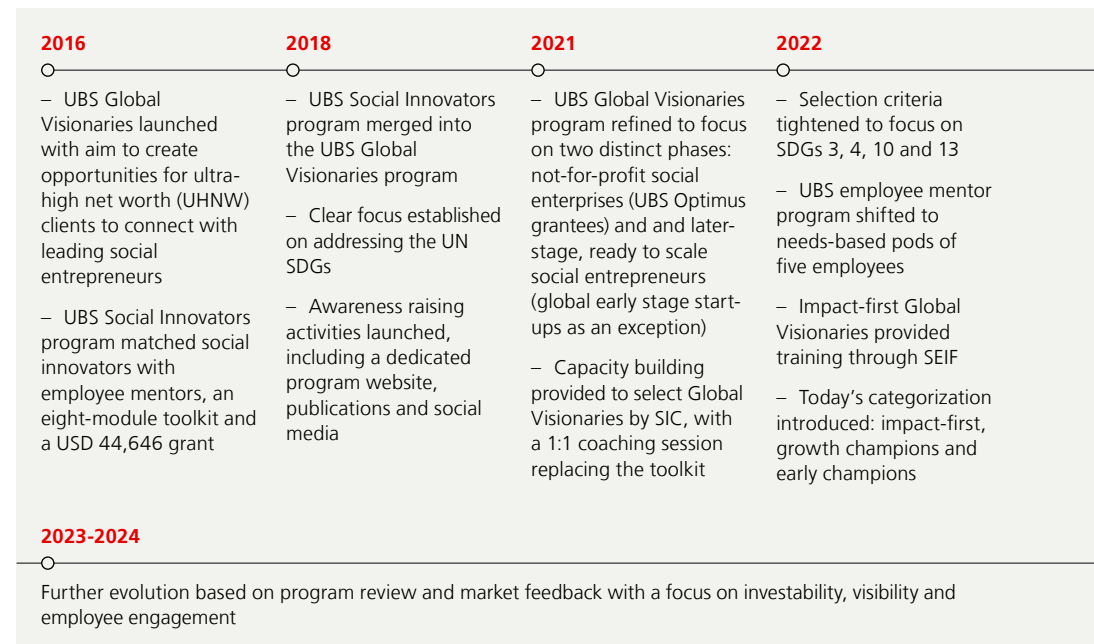 2016
– UBS Global
Visionaries launched
with aim to create
opportunities for ultra-
high net worth (UHNW)
clients to connect with
leading social
entrepreneurs
– UBS Social Innovators
program matched social
innovators with
employee mentors, an
eight-module toolkit and
a USD 44,646 grant
2018
– UBS Social Innovators
program merged into
the UBS Global
Visionaries program
– Clear focus established
on addressing the UN
SDGs
– Awareness raising
activities launched,
including a dedicated
program website,
publications and social
media
2021
– UBS Global Visionaries
program refined to focus
on two distinct phases:
not-for-profit social
enterprises (UBS Optimus
grantees) and and later-
stage, ready to scale
social entrepreneurs
(global early stage start-
ups as an exception)
– Capacity building
provided to select Global
Visionaries by SIC, with
a 1:1 coaching session
replacing the toolkit
2022
– Selection criteria
tightened to focus on
SDGs 3, 4, 10 and 13
– UBS employee mentor
program shifted to
needs-based pods of
five employees
– Impact-first Global
Visionaries provided
training through SEIF
– Today's categorization
introduced: impact-first,
growth champions and
early champions
2023-2024
Further evolution based on program review and market feedback with a focus on investability, visibility and
employee engagement